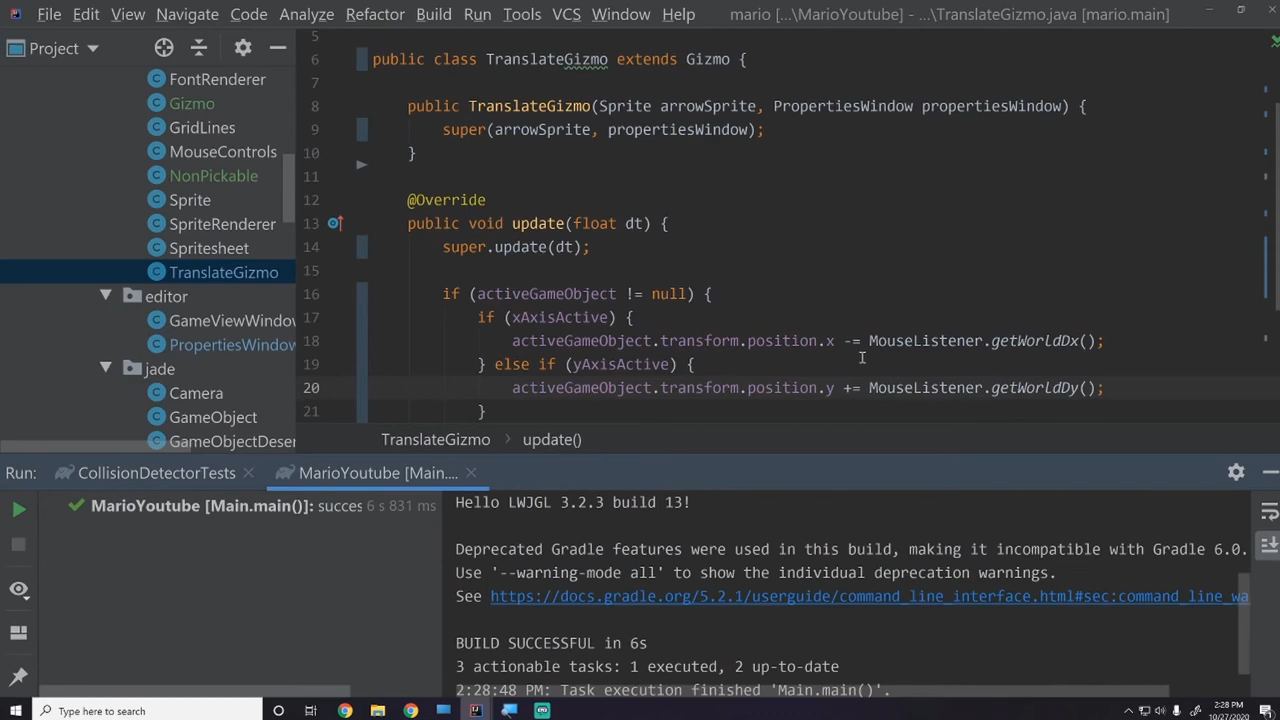 File Edit View Navigate Code Analyze Refactor Build Run Tools VCS Window Help mario [...\MarioYoutube] - ...\TranslateGizmo.java [mario.main]
Project
FontRenderer
Gizmo
GridLines
MouseControls
NonPickable
Sprite
SpriteRenderer
Spritesheet
TranslateGizmo
editor
GameViewWindo
PropertiesWindow
jade
Camera
GameObject
GameObjectDeser
5
6 public class TranslateGizmo extends Gizmo {
7
8 public TranslateGizmo(Sprite arrowSprite, PropertiesWindow propertiesWindow) {
9 super(arrowSprite, propertiesWindow);
10 }
11
12 @Override
13 public void update(float dt) {
14 super.update(dt);
15
16 if (activeGameObject != null) {
17 if (xAxisActive) {
18 activeGameObject.transform.position.x -= MouseListener.getWorldDx();
19 } else if (yAxisActive) {
20 activeGameObject.transform.position.y += MouseListener.getWorldDy();
21 }
TranslateGizmo › update()
Run: CollisionDetectorTests MarioYoutube [Main....
MarioYoutube [Main.main()]: succes 6 s 831 ms
Hello LWJGL 3.2.3 build 13!
Deprecated Gradle features were used in this build, making it incompatible with Gradle 6.0.
Use '--warning-mode all' to show the individual deprecation warnings.
See https://docs.gradle.org/5.2.1/userguide/command_line_interface.html#sec:command_line_wa
BUILD SUCCESSFUL in 6s
3 actionable tasks: 1 executed, 2 up-to-date
2:28:48 PM: Task execution finished 'Main.main()'.
Type here to search
2:28 PM
10/27/2020